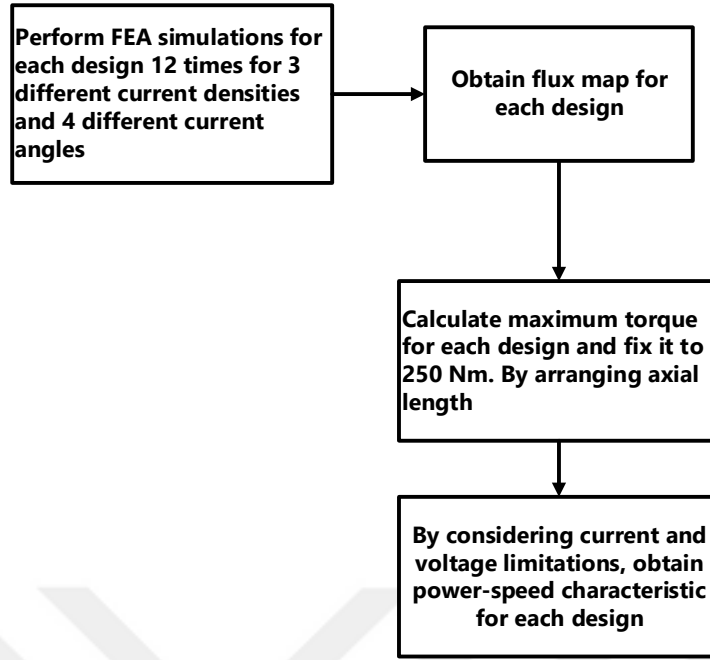 Perform FEA simulations for
each design 12 times for 3
different current densities
and 4 different current
angles
Obtain flux map for
each design
Calculate maximum torque
for each design and fix it to
250 Nm. By arranging axial
length
By considering current and
voltage limitations, obtain
power-speed characteristic
for each design